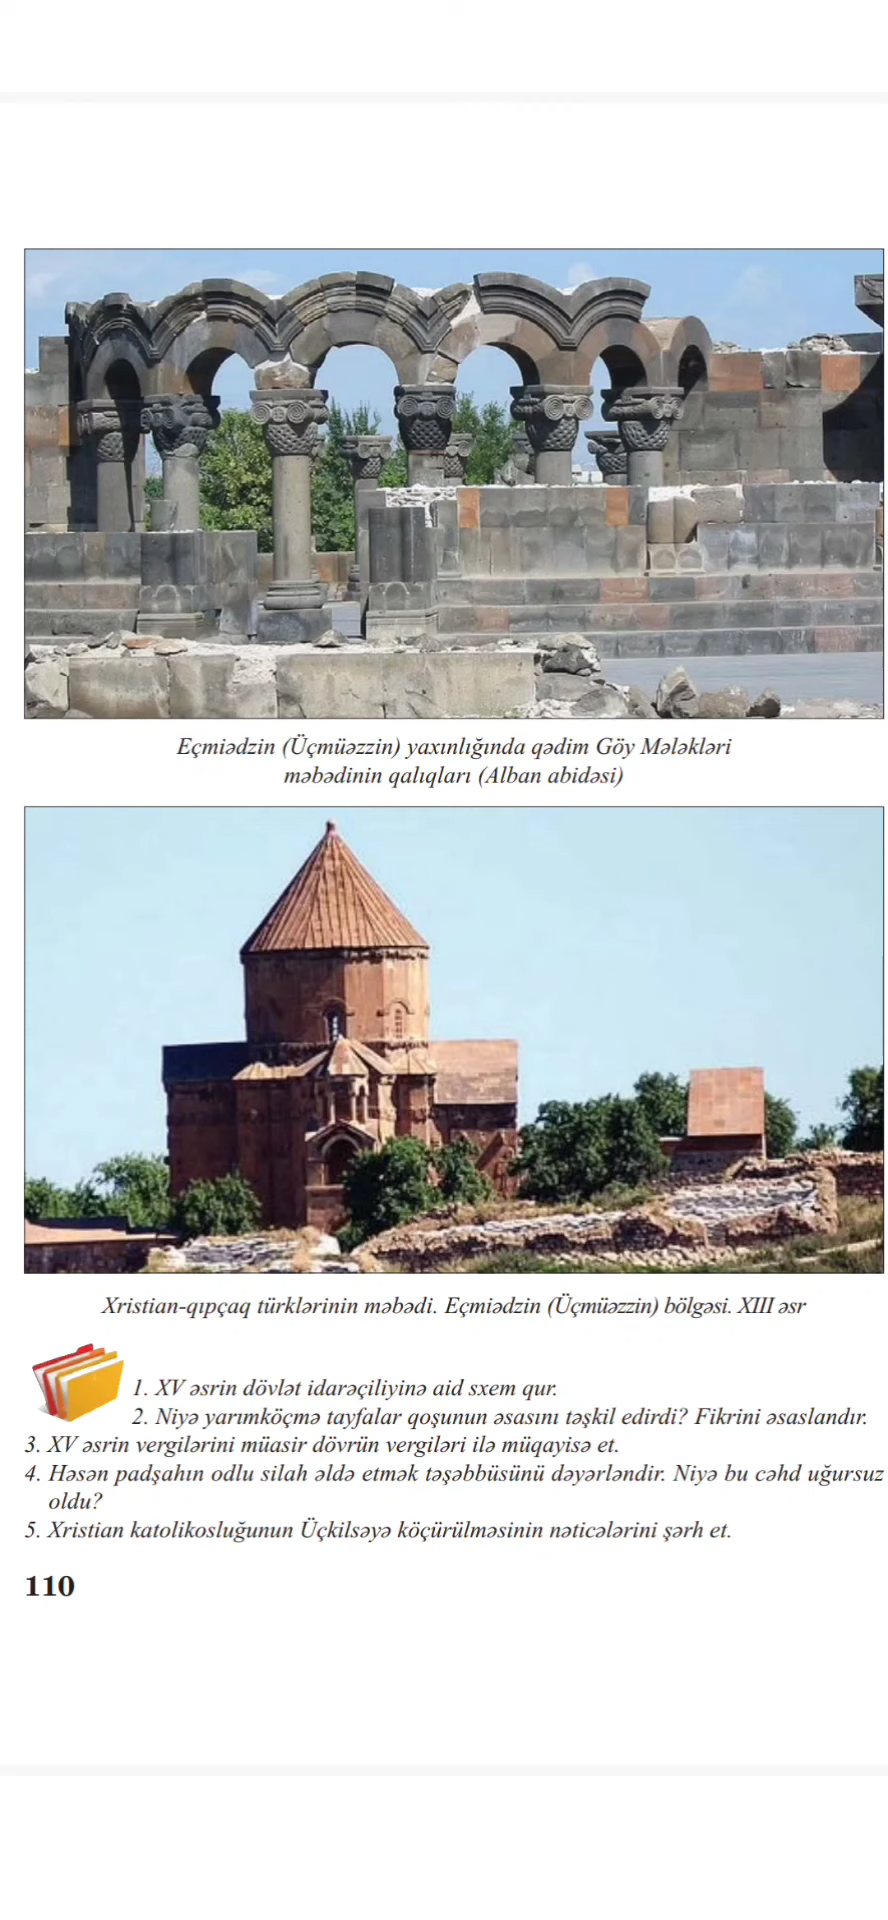 Eçmiədzin (Üçmüəzzin) yaxınlığında qədim Göy Mələkləri
məbədinin qalıqları (Alban abidəsi)
Xristian-qıpçaq türklərinin məbədi. Eçmiədzin (Üçmüəzzin) bölgəsi. XIII əsr
1. XV əsrin dövlət idarəçiliyinə aid sxem qur.
2. Niyə yarımköçmə tayfalar qoşunun əsasını təşkil edirdi? Fikrini əsaslandır.
3. XV əsrin vergilərini müasir dövrün vergiləri ilə müqayisə et.
4. Həsən padşahın odlu silah əldə etmək təşəbbüsünü dəyərləndir. Niyə bu cəhd uğursuz
oldu?
5. Xristian katolikosluğunun Üçkilsəyə köçürülməsinin nəticələrini şərh et.
110